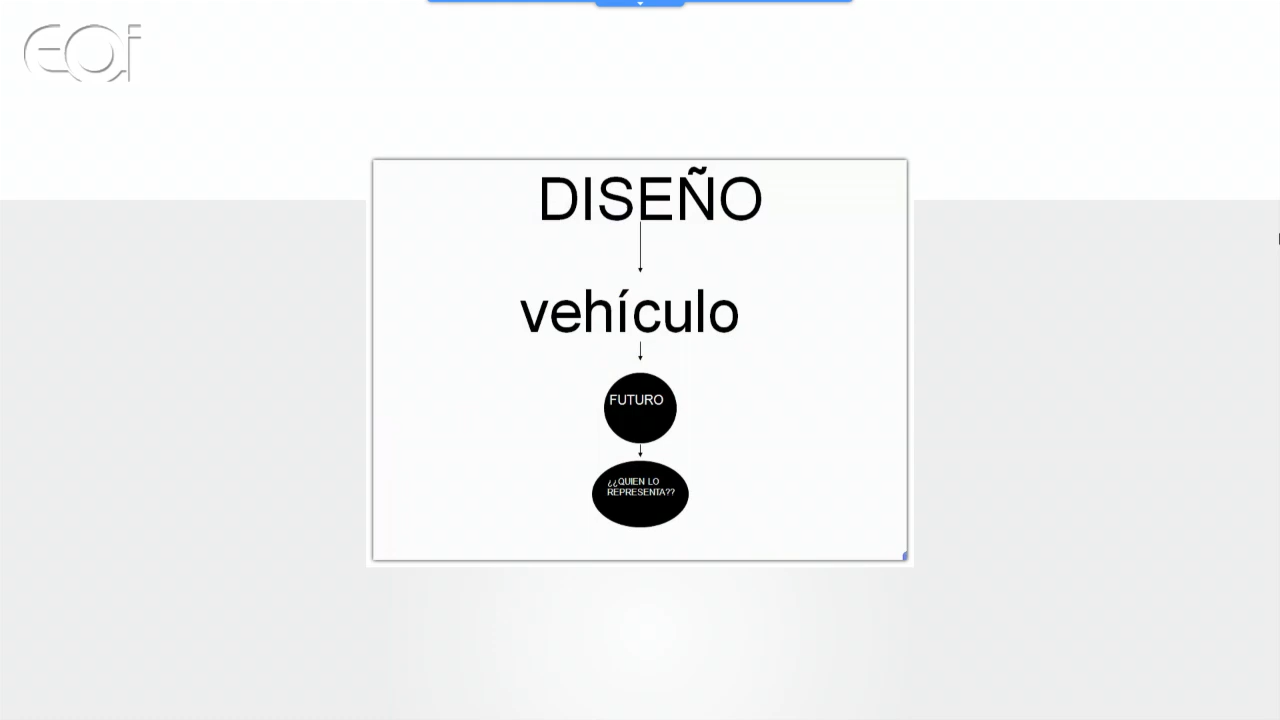 eoi
DISEÑO
vehículo
FUTURO
¿¿QUIEN LO
REPRESENTA??